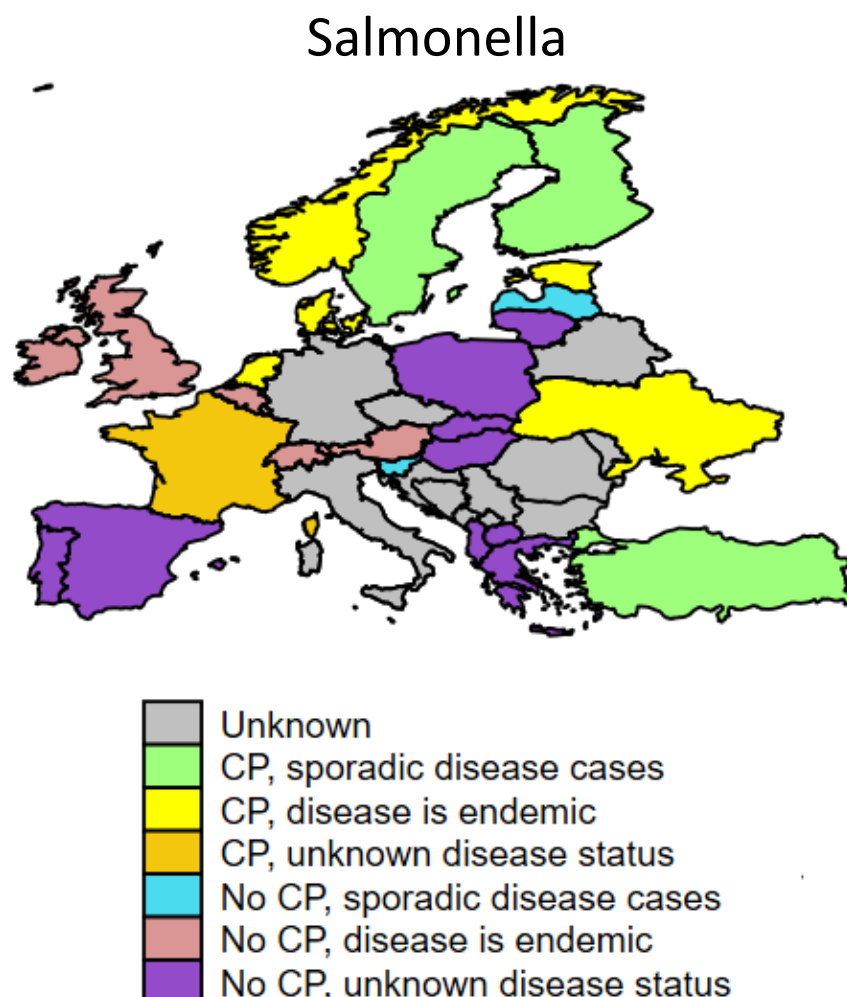 Salmonella
Unknown
CP, sporadic disease cases
CP, disease is endemic
CP, unknown disease status
No CP, sporadic disease cases
No CP, disease is endemic
No CP, unknown disease status